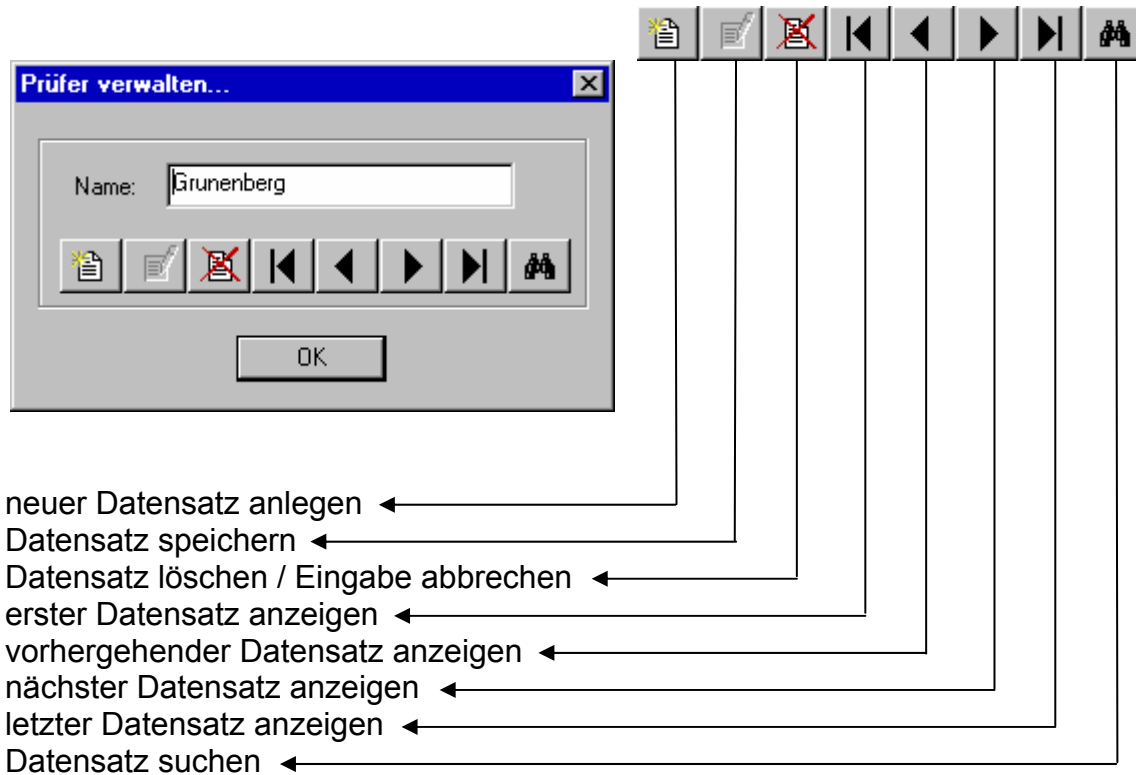 Prüfer verwalten...
Name: Grunenberg
OK
neuer Datensatz anlegen
Datensatz speichern
Datensatz löschen / Eingabe abbrechen
erster Datensatz anzeigen
vorhergehender Datensatz anzeigen
nächster Datensatz anzeigen
letzter Datensatz anzeigen
Datensatz suchen